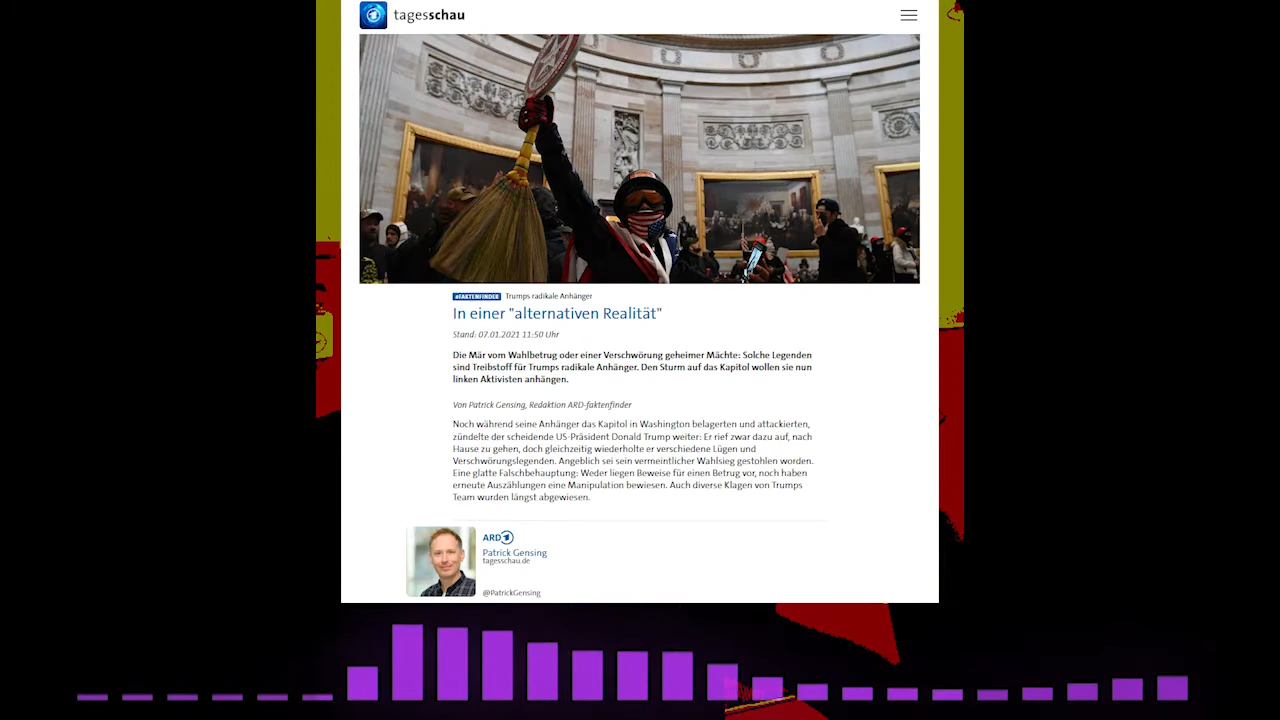 tagesschau
#FAKTENFINDER Trumps radikale Anhänger
In einer "alternativen Realität"
Stand: 07.01.2021 11:50 Uhr
Die Mär vom Wahlbetrug oder einer Verschwörung geheimer Mächte: Solche Legenden
sind Treibstoff für Trumps radikale Anhänger. Den Sturm auf das Kapitol wollen sie nun
linken Aktivisten anhängen.
Von Patrick Gensing, Redaktion ARD-faktenfinder
Noch während seine Anhänger das Kapitol in Washington belagerten und attackierten,
zündelte der scheidende US-Präsident Donald Trump weiter: Er rief zwar dazu auf, nach
Hause zu gehen, doch gleichzeitig wiederholte er verschiedene Lügen und
Verschwörungslegenden. Angeblich sei sein vermeintlicher Wahlsieg gestohlen worden.
Eine glatte Falschbehauptung: Weder liegen Beweise für einen Betrug vor, noch haben
erneute Auszählungen eine Manipulation bewiesen. Auch diverse Klagen von Trumps
Team wurden längst abgewiesen.
ARD
Patrick Gensing
tagesschau.de
@PatrickGensing